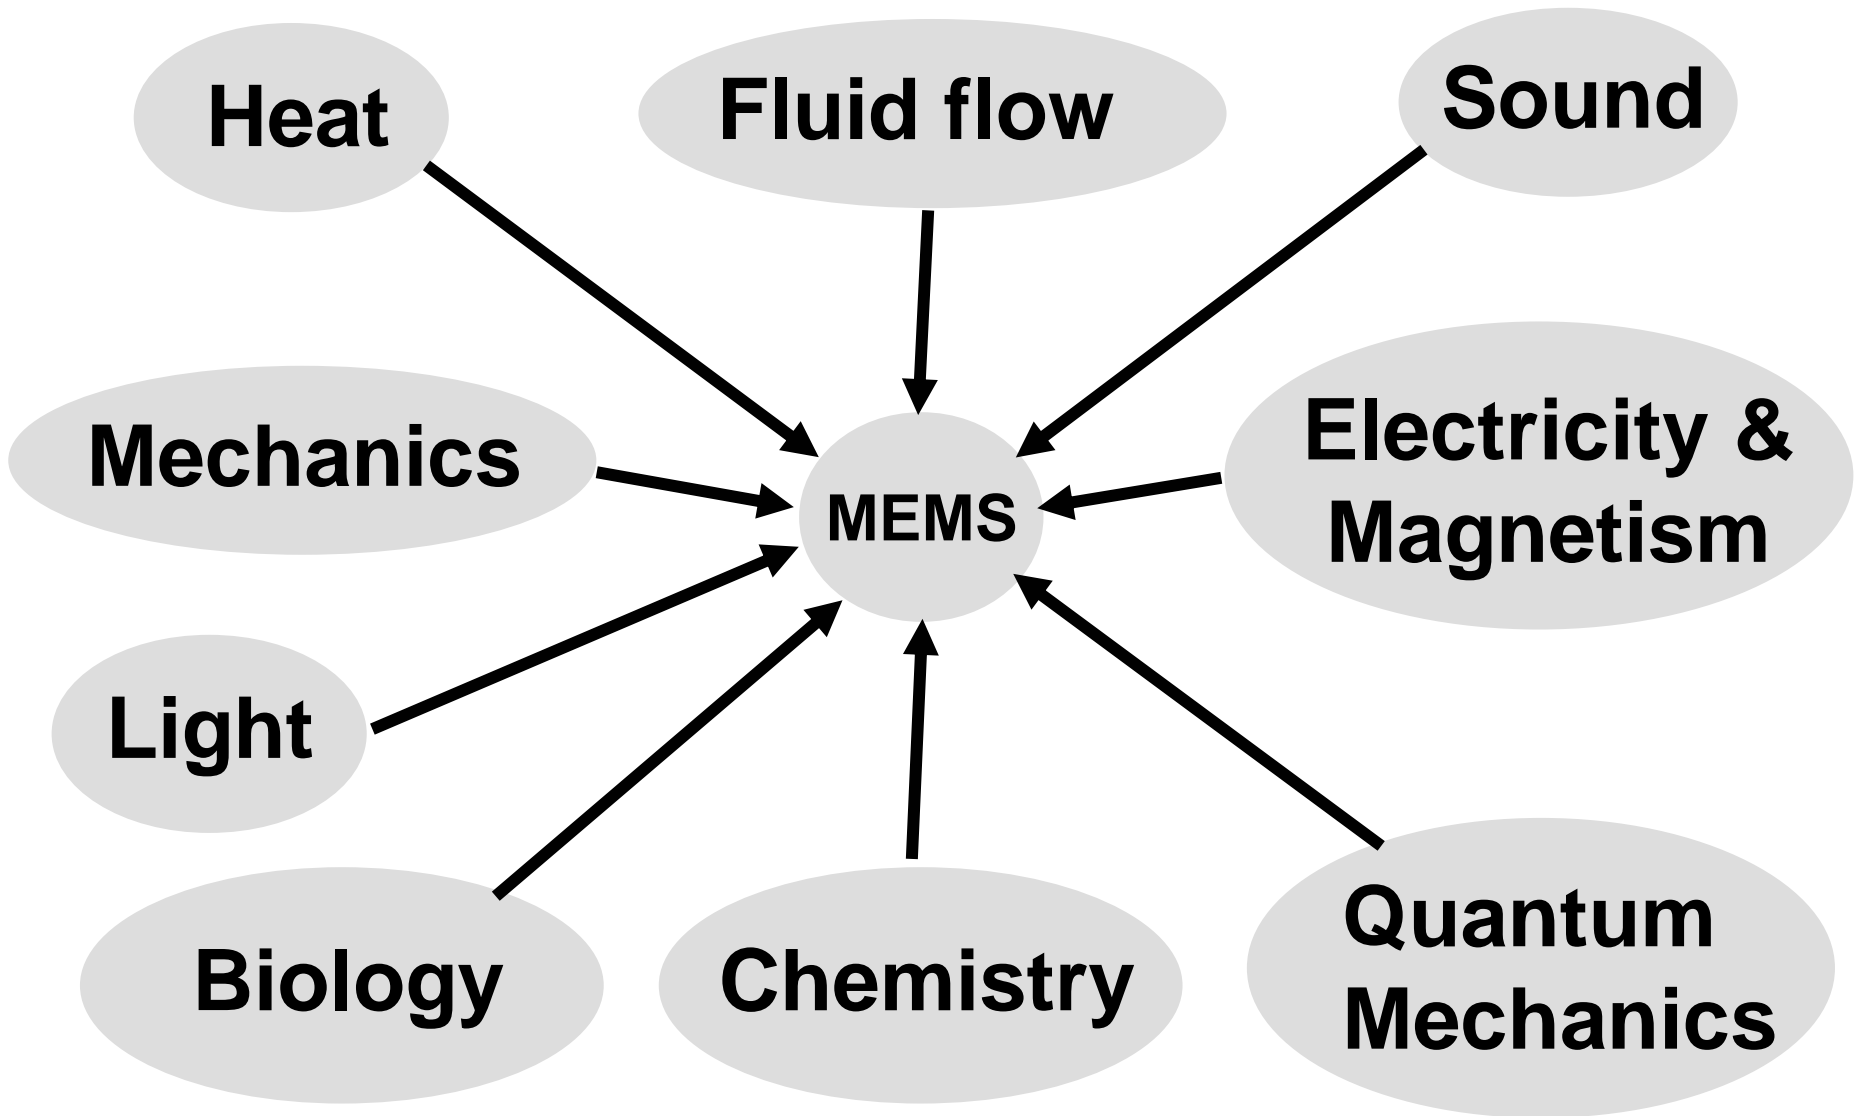 Heat
Fluid flow
Sound
Mechanics
MEMS
Electricity &
Magnetism
Light
Biology
Chemistry
Quantum
Mechanics